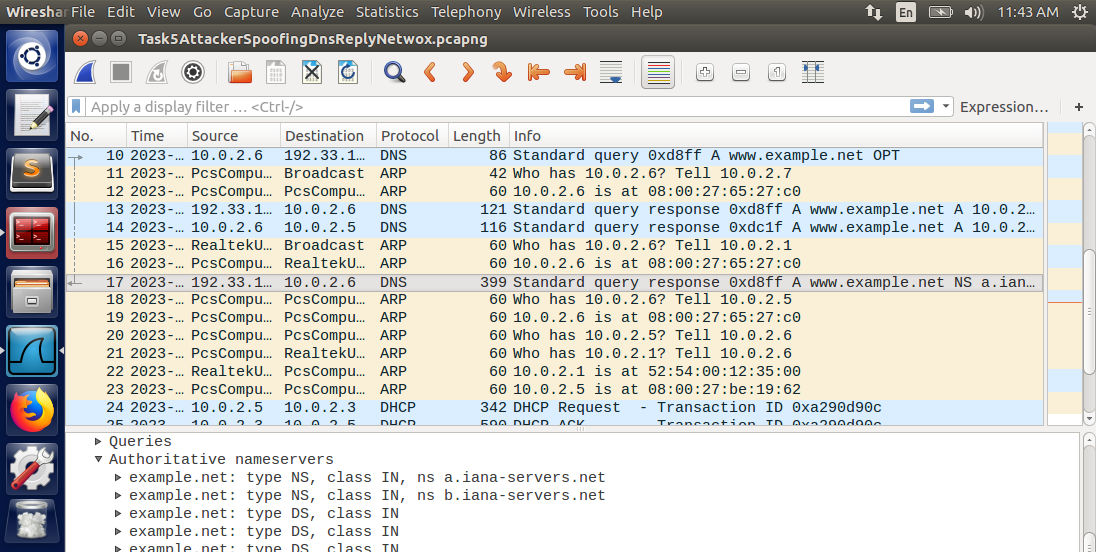 Wireshar File Edit View Go Capture Analyze Statistics Telephony Wireless Tools Help En 11:43 AM
Task5AttackerSpoofingDnsReplyNetwox.pcapng
Apply a display filter … <Ctrl-/> Expression… +
No. Time Source Destination Protocol Length Info
10 2023-… 10.0.2.6 192.33.1… DNS 86 Standard query 0xd8ff A www.example.net OPT
11 2023-… PcsCompu… Broadcast ARP 42 Who has 10.0.2.6? Tell 10.0.2.7
12 2023-… PcsCompu… PcsCompu… ARP 60 10.0.2.6 is at 08:00:27:65:27:c0
13 2023-… 192.33.1… 10.0.2.6 DNS 121 Standard query response 0xd8ff A www.example.net A 10.0.2…
14 2023-… 10.0.2.6 10.0.2.5 DNS 116 Standard query response 0xdc1f A www.example.net A 10.0.2…
15 2023-… RealtekU… Broadcast ARP 60 Who has 10.0.2.6? Tell 10.0.2.1
16 2023-… PcsCompu… RealtekU… ARP 60 10.0.2.6 is at 08:00:27:65:27:c0
17 2023-… 192.33.1… 10.0.2.6 DNS 399 Standard query response 0xd8ff A www.example.net NS a.ian…
18 2023-… PcsCompu… PcsCompu… ARP 60 Who has 10.0.2.6? Tell 10.0.2.5
19 2023-… PcsCompu… PcsCompu… ARP 60 10.0.2.6 is at 08:00:27:65:27:c0
20 2023-… PcsCompu… PcsCompu… ARP 60 Who has 10.0.2.5? Tell 10.0.2.6
21 2023-… PcsCompu… RealtekU… ARP 60 Who has 10.0.2.1? Tell 10.0.2.6
22 2023-… RealtekU… PcsCompu… ARP 60 10.0.2.1 is at 52:54:00:12:35:00
23 2023-… PcsCompu… PcsCompu… ARP 60 10.0.2.5 is at 08:00:27:be:19:62
24 2023-… 10.0.2.5 10.0.2.3 DHCP 342 DHCP Request - Transaction ID 0xa290d90c
25 2023-… 10.0.2.3 10.0.2.5 DHCP 590 DHCP ACK - Transaction ID 0xa290d90c
Queries
Authoritative nameservers
example.net: type NS, class IN, ns a.iana-servers.net
example.net: type NS, class IN, ns b.iana-servers.net
example.net: type DS, class IN
example.net: type DS, class IN
example.net: type DS, class IN